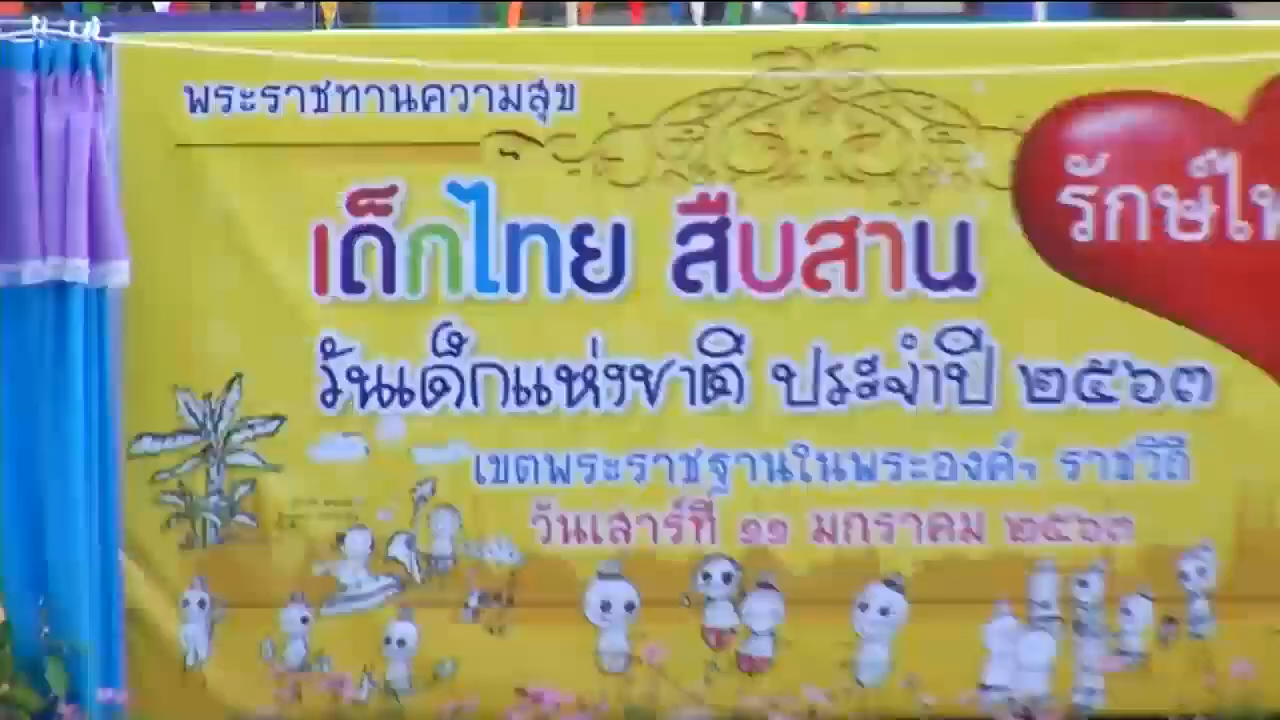 พระราชทานความสุข
เด็กไทย สืบสาน
รักษ์ไท
วันเด็กแห่งชาติ ประจำปี ๒๕๖๓
เขตพระราชฐานในพระองค์ฯ ราชวิถี
วันเสาร์ที่ ๑๑ มกราคม ๒๕๖๓